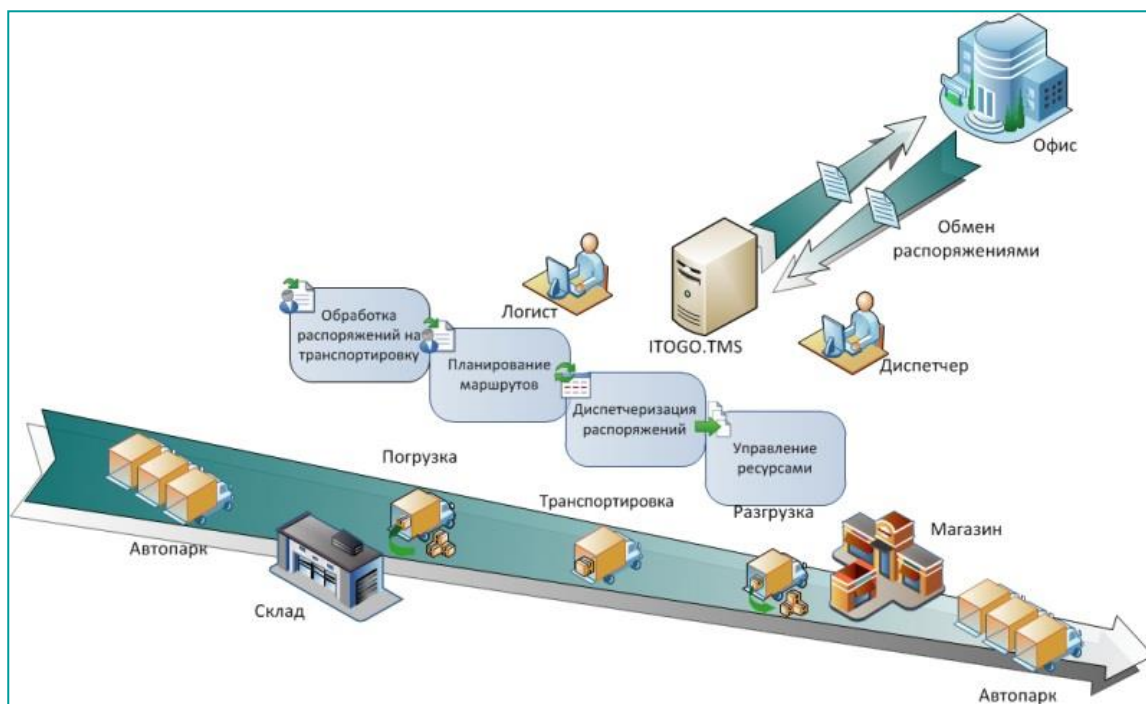 Офис
Обмен
распоряжениями
Логист
ITOGO.TMS
Диспетчер
Обработка
распоряжений на
транспортировку
Планирование
маршрутов
Диспетчеризация
распоряжений
Управление
ресурсами
Погрузка
Транспортировка
Разгрузка
Магазин
Автопарк
Склад
Автопарк